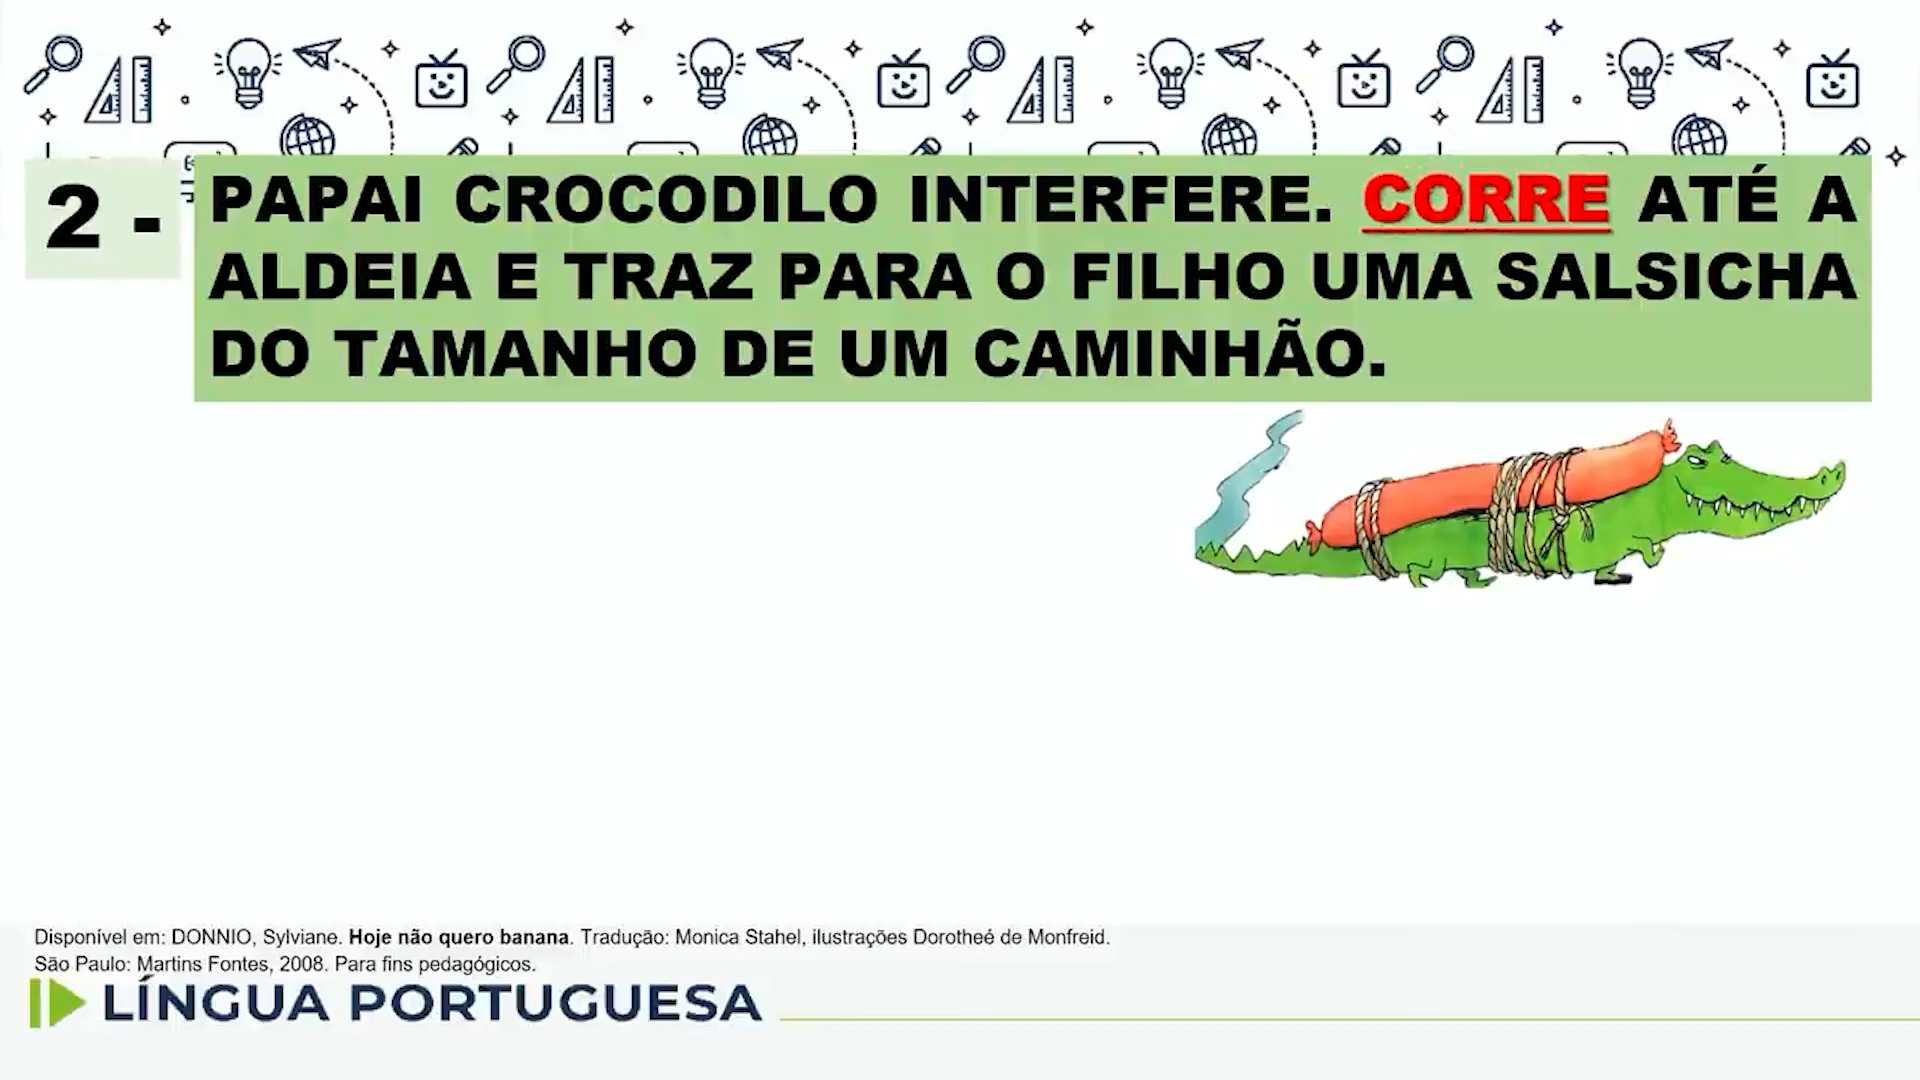 2 -
PAPAI CROCODILO INTERFERE. CORRE ATÉ A
ALDEIA E TRAZ PARA O FILHO UMA SALSICHA
DO TAMANHO DE UM CAMINHÃO.
Disponível em: DONNIO, Sylviane. Hoje não quero banana. Tradução: Monica Stahel, ilustrações Dorotheé de Monfreid.
São Paulo: Martins Fontes, 2008. Para fins pedagógicos.
LÍNGUA PORTUGUESA